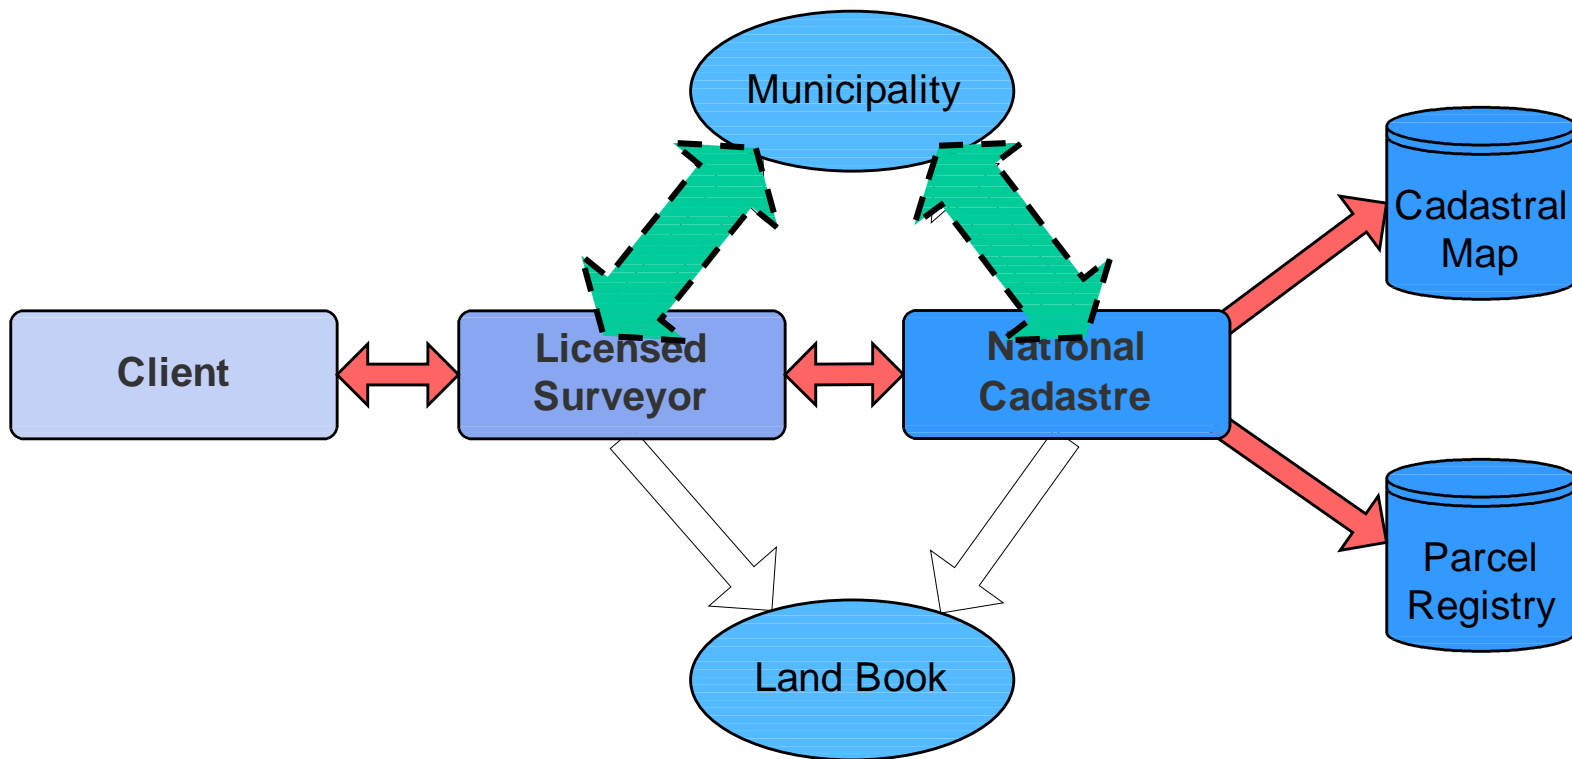 Municipality
Cadastral
Map
Client
Licensed
Surveyor
National
Cadastre
Parcel
Registry
Land Book